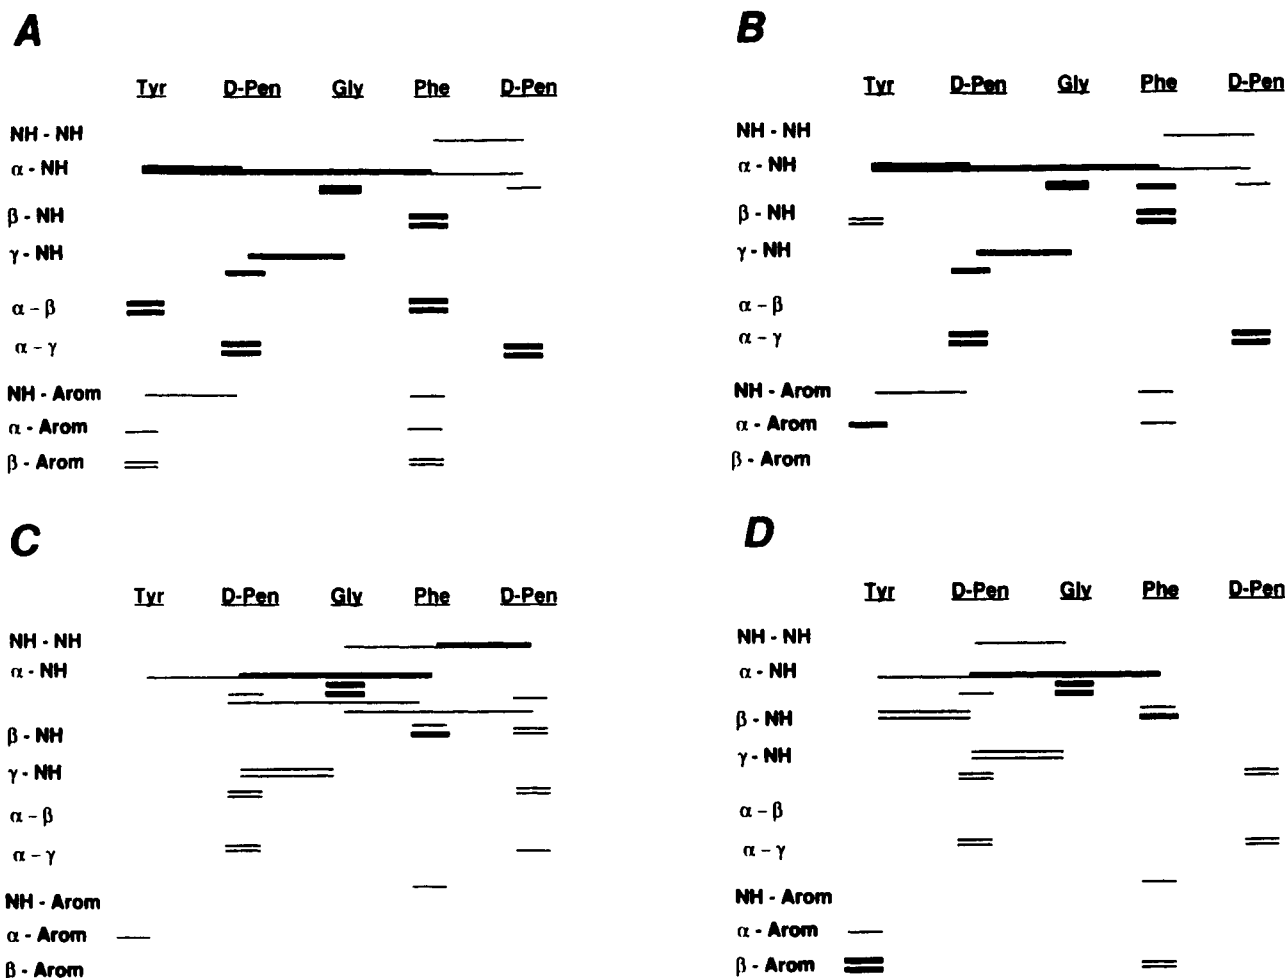 A
Tyr D-Pen Gly Phe D-Pen
NH - NH
α - NH
β - NH
γ - NH
α - β
α - γ
NH - Arom
α - Arom
β - Arom
B
Tyr D-Pen Gly Phe D-Pen
NH - NH
α - NH
β - NH
γ - NH
α - β
α - γ
NH - Arom
α - Arom
β - Arom
C
Tyr D-Pen Gly Phe D-Pen
NH - NH
α - NH
β - NH
γ - NH
α - β
α - γ
NH - Arom
α - Arom
β - Arom
D
Tyr D-Pen Gly Phe D-Pen
NH - NH
α - NH
β - NH
γ - NH
α - β
α - γ
NH - Arom
α - Arom
β - Arom